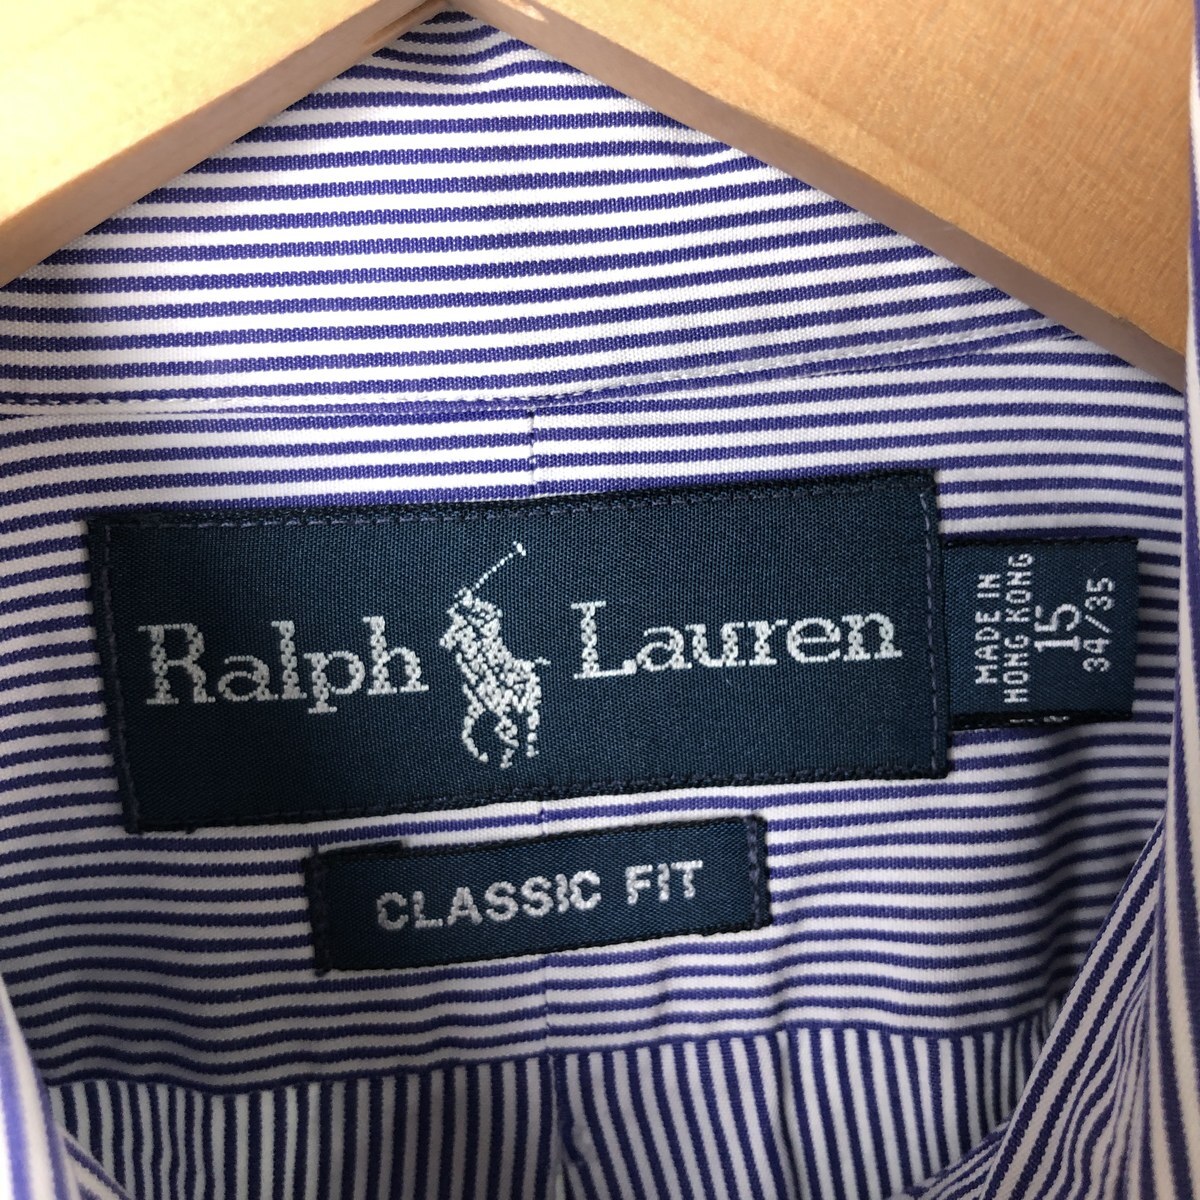 Ralph Lauren
MADE IN
HONG KONG
15
34/35
CLASSIC FIT